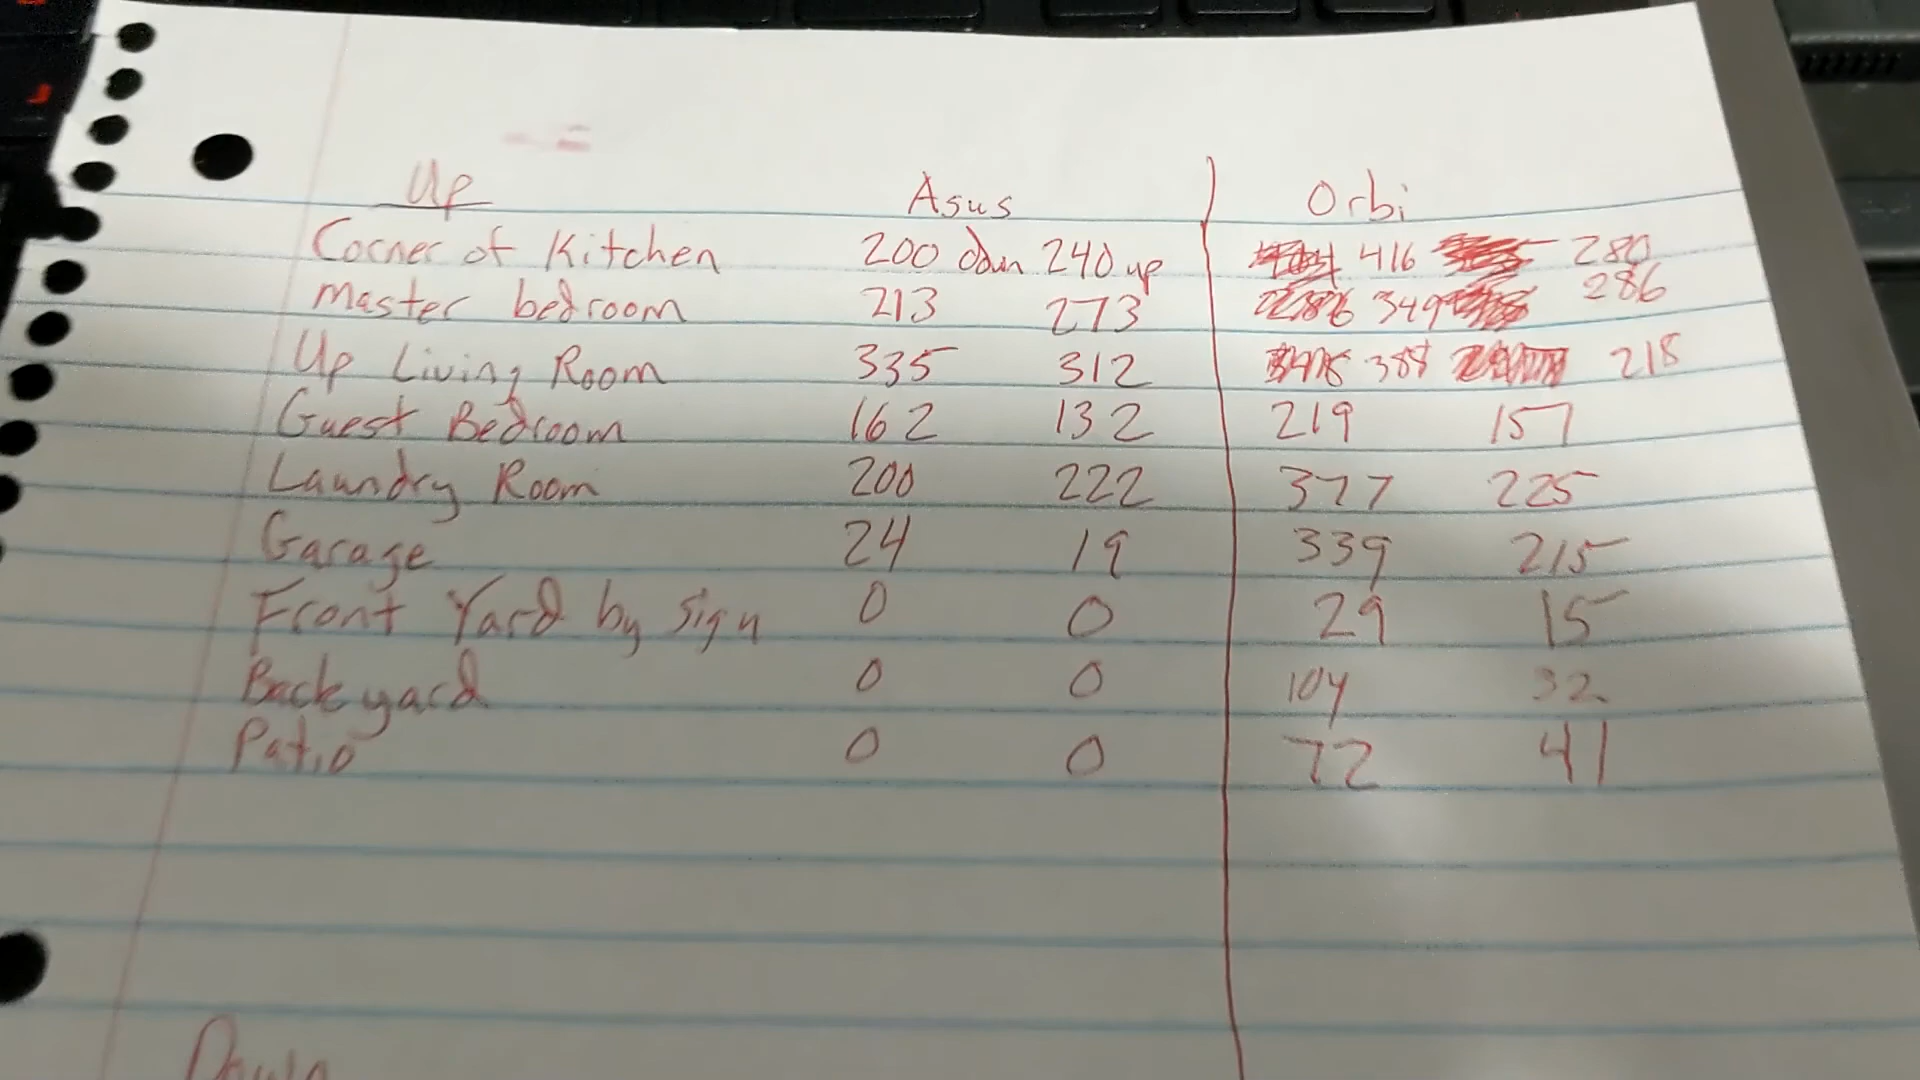 Up Asus Orbi
Corner of Kitchen 200 down 240 up 416 280
Master bedroom 213 273 349 286
Up Living Room 335 312 388 218
Guest Bedroom 162 132 219 157
Laundry Room 200 222 377 225
Garage 24 19 339 215
Front Yard by Sign 0 0 29 15
Backyard 0 0 104 32
Patio 0 0 72 41
Down